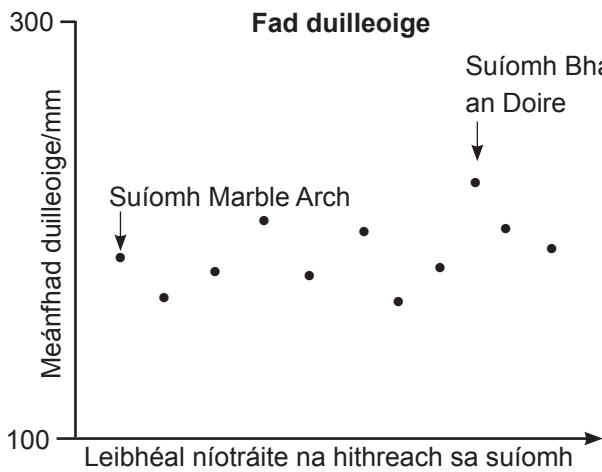 300
Fad duilleoige
Suíomh
an Doire
Suíomh Marble Arch
Meánfhad duilleoige/mm
100
Leibhéal níotráite na hithreach sa suíomh